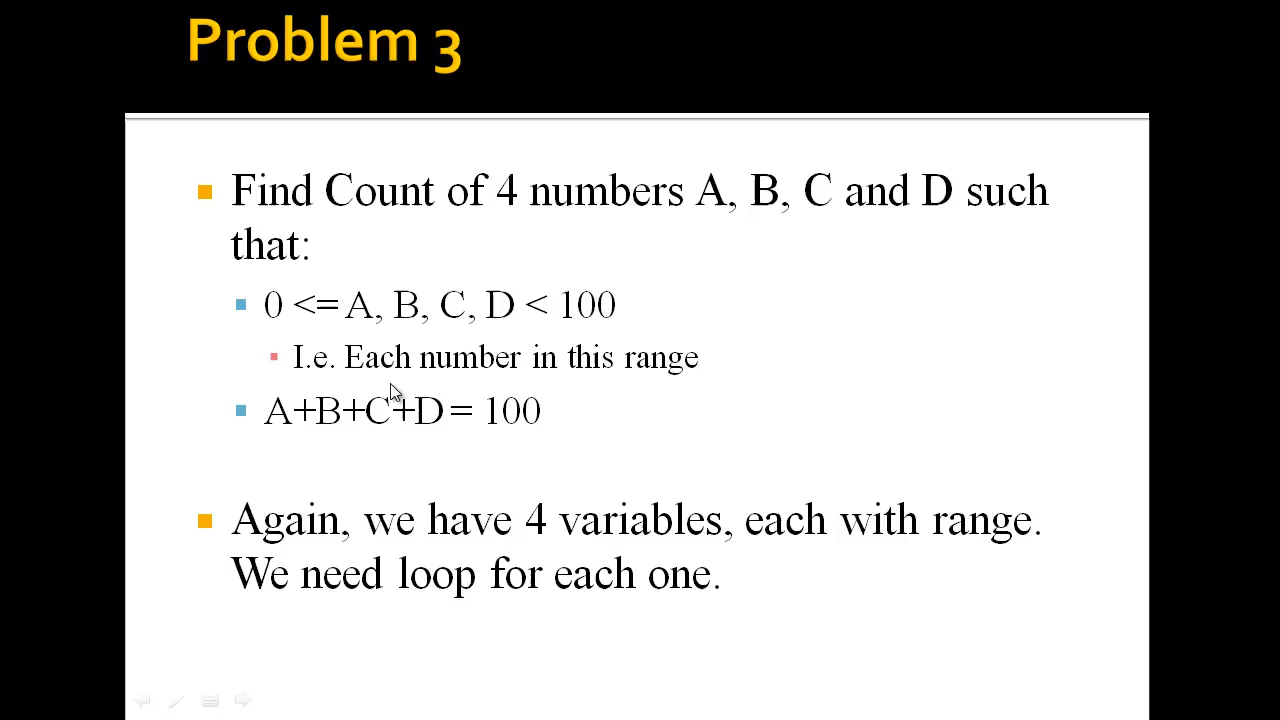 Problem 3
Find Count of 4 numbers A, B, C and D such
that:
0 <= A, B, C, D < 100
I.e. Each number in this range
A+B+C+D = 100
Again, we have 4 variables, each with range.
We need loop for each one.